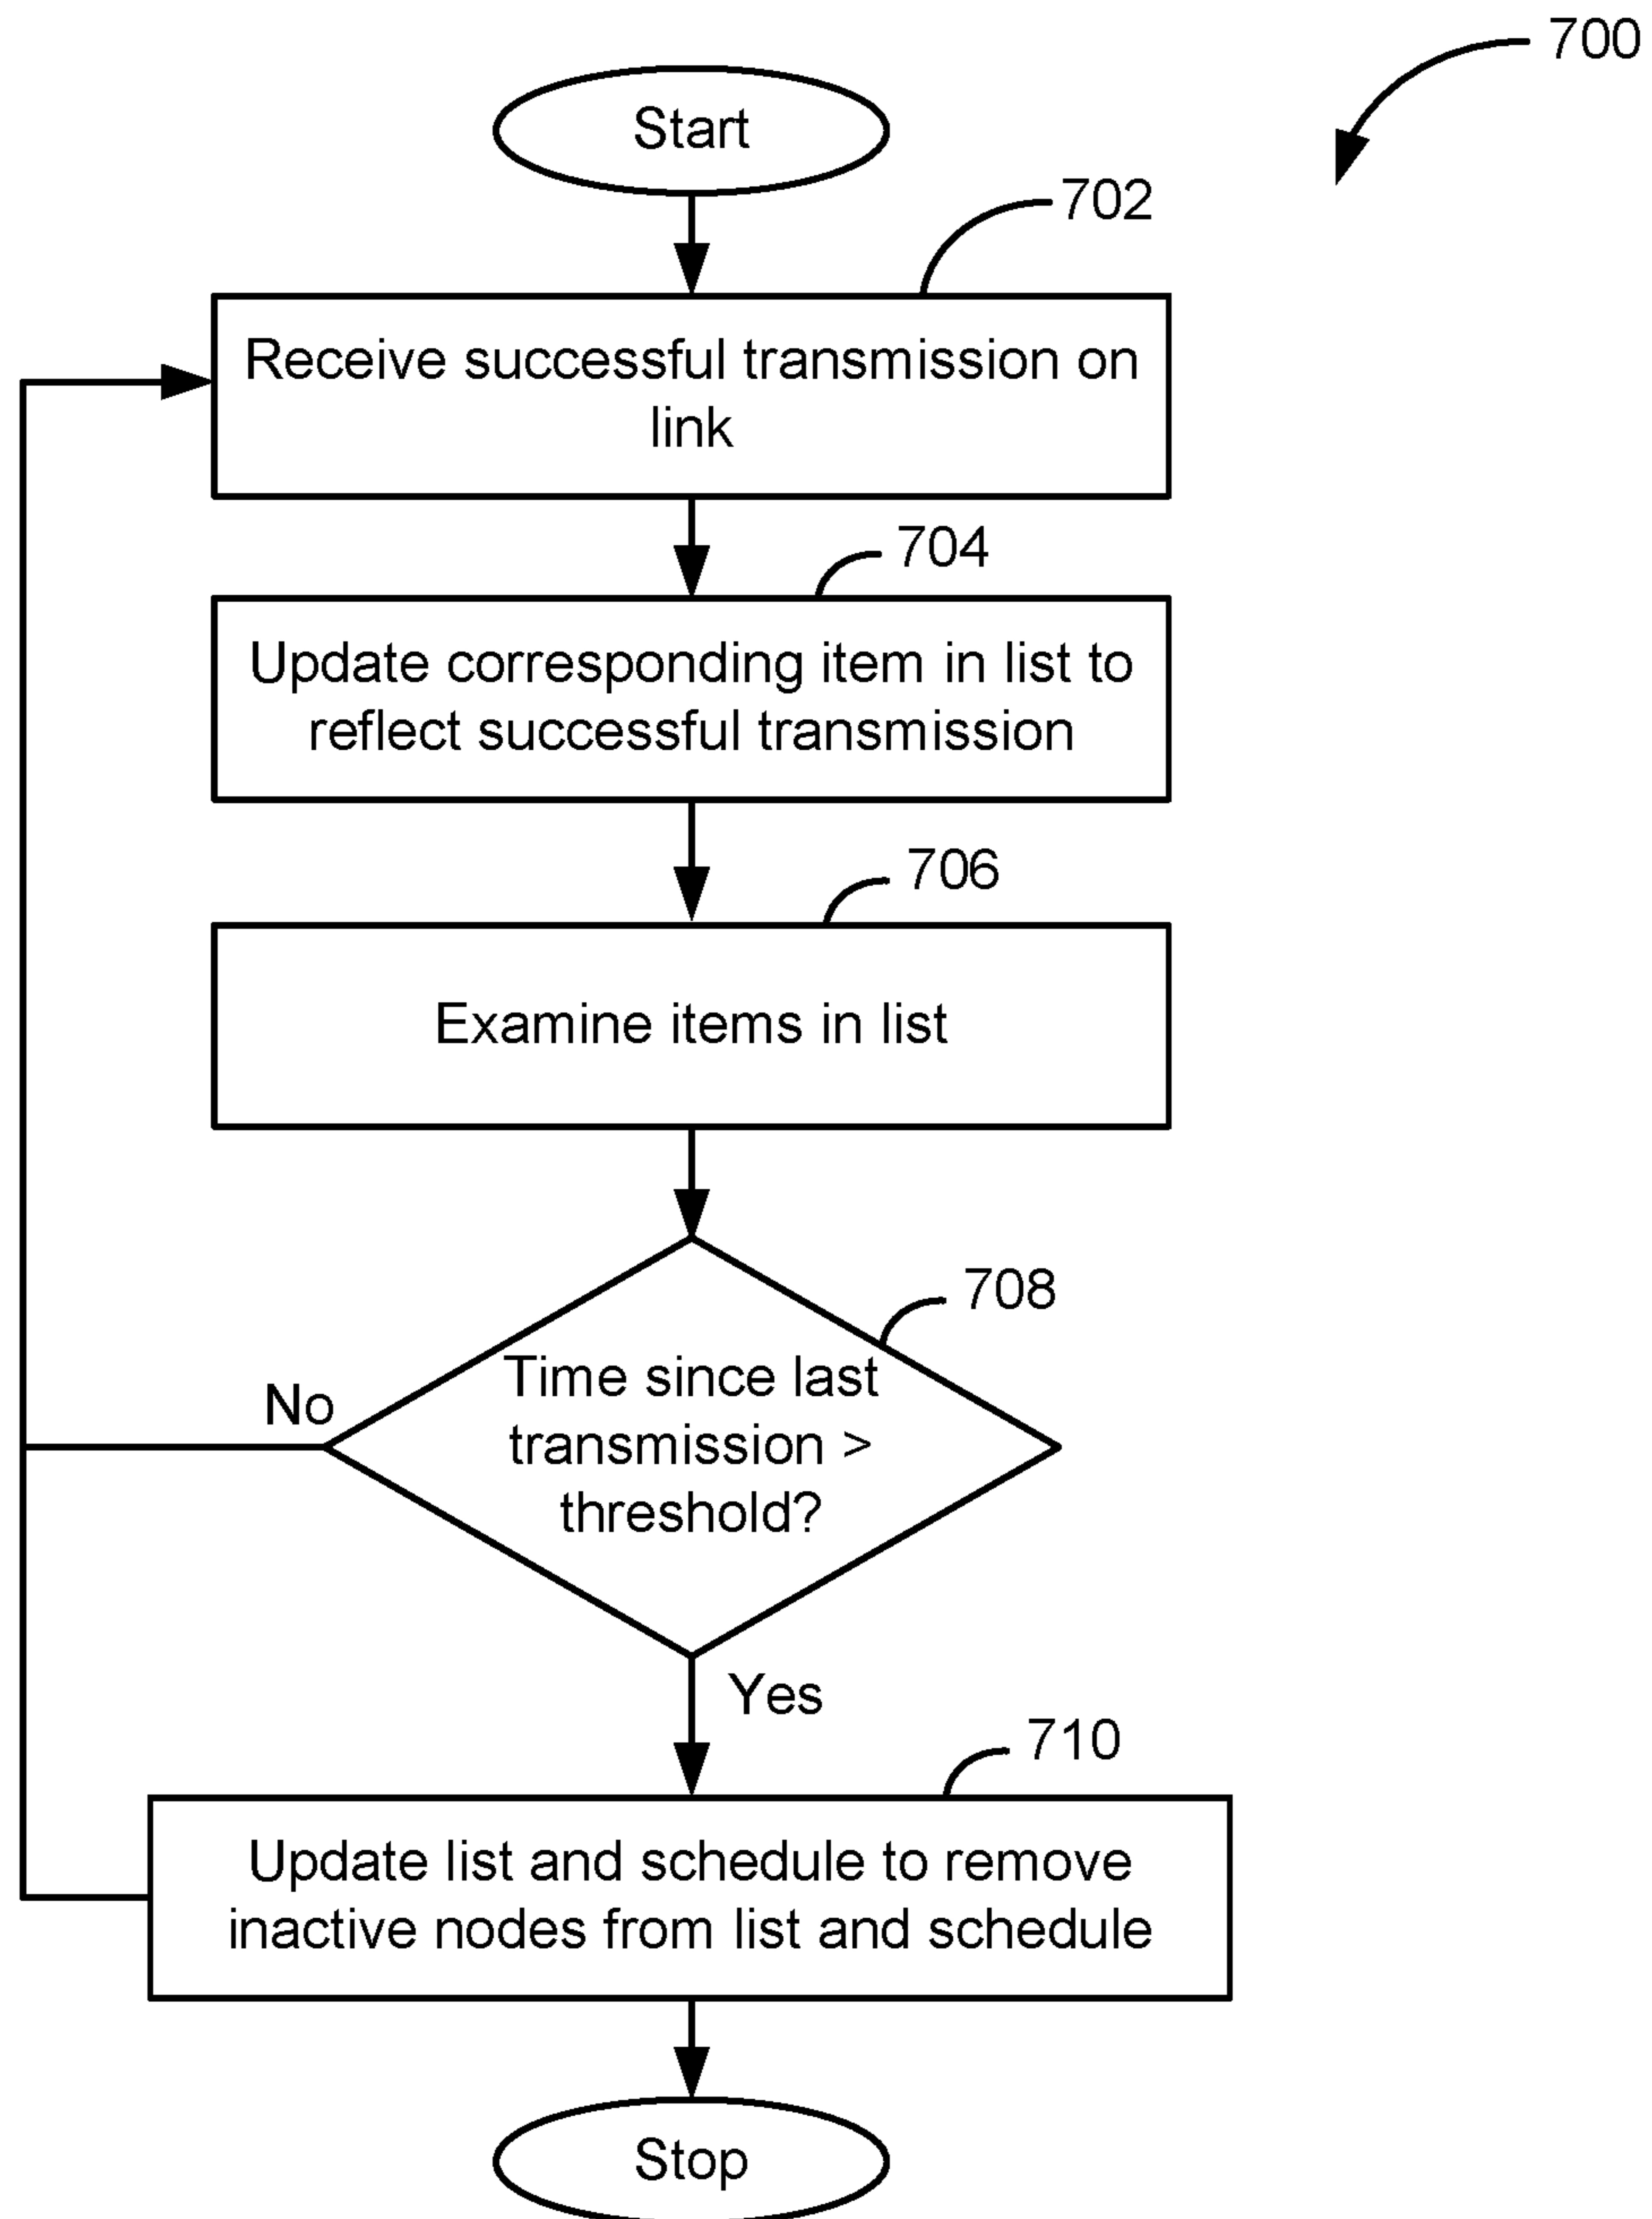 700
Start
702
Receive successful transmission on
link
704
Update corresponding item in list to
reflect successful transmission
706
Examine items in list
708
Time since last
transmission >
threshold?
No
Yes
710
Update list and schedule to remove
inactive nodes from list and schedule
Stop